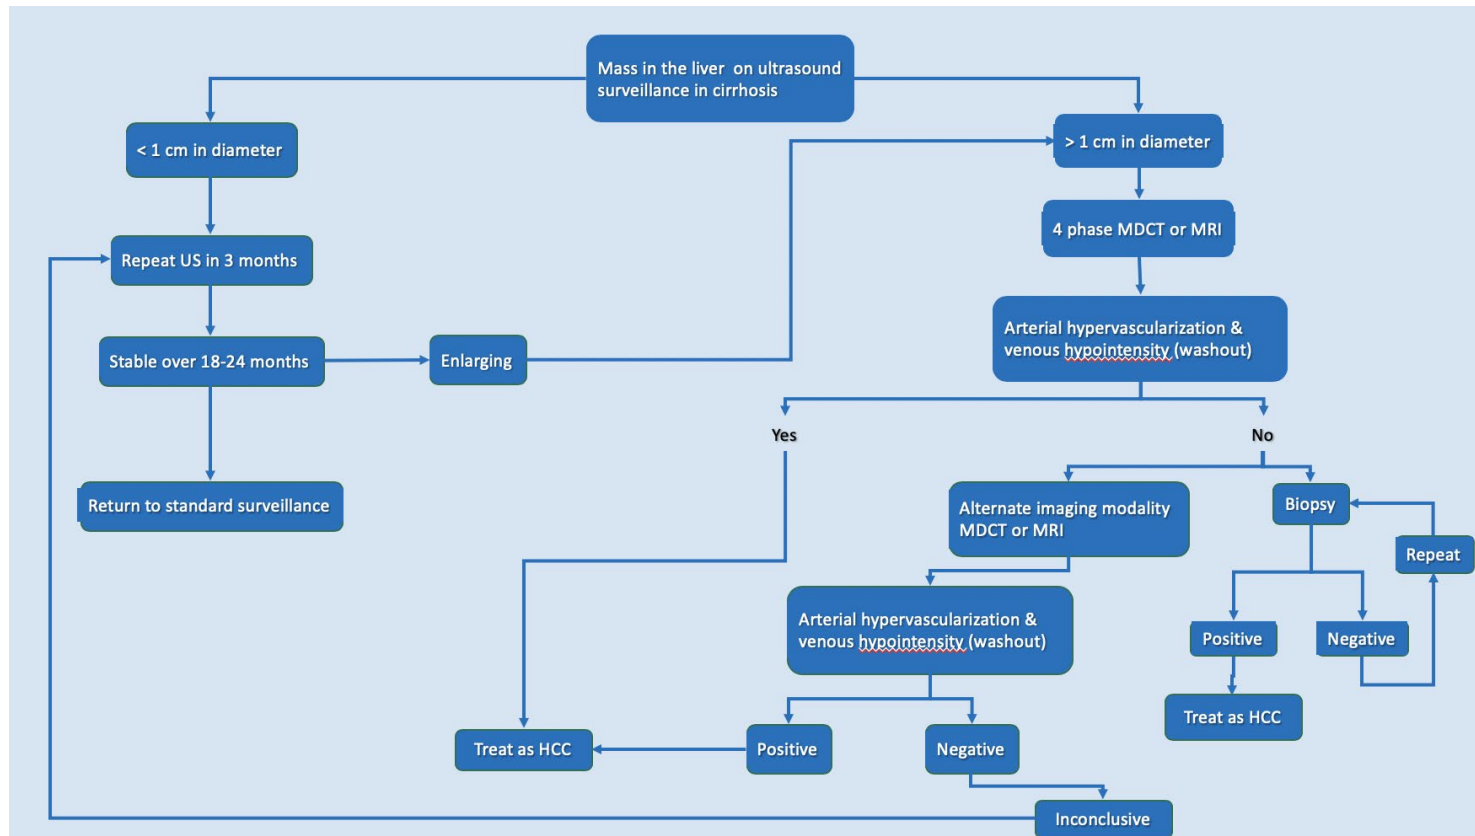 Mass in the liver on ultrasound
surveillance in cirrhosis
< 1 cm in diameter
> 1 cm in diameter
4 phase MDCT or MRI
Repeat US in 3 months
Arterial hypervascularization &
venous hypointensity (washout)
Stable over 18-24 months
Enlarging
Yes
No
Return to standard surveillance
Alternate imaging modality
MDCT or MRI
Biopsy
Repeat
Arterial hypervascularization &
venous hypointensity (washout)
Positive
Negative
Treat as HCC
Treat as HCC
Positive
Negative
Inconclusive